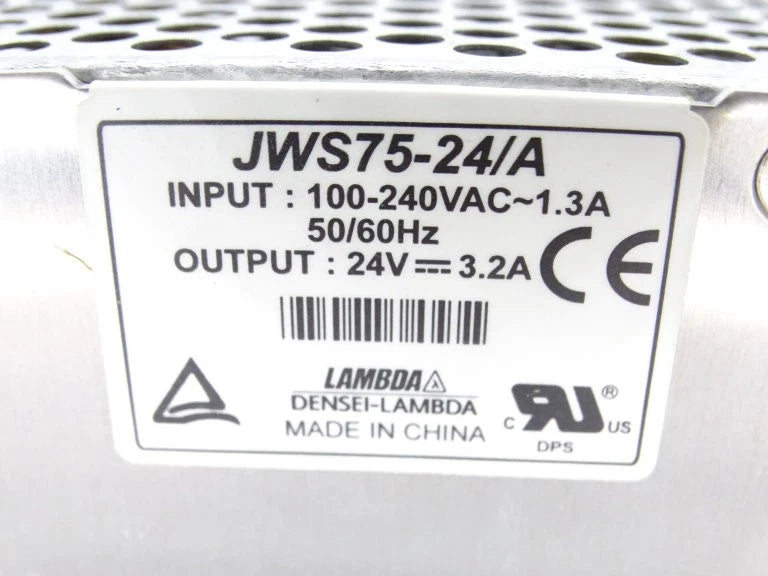 JWS75-24/A
INPUT : 100-240VAC~1.3A
50/60Hz
OUTPUT : 24V⎓3.2A
CE
LAMBDA
DENSEI-LAMBDA
MADE IN CHINA
C RU® US
DPS